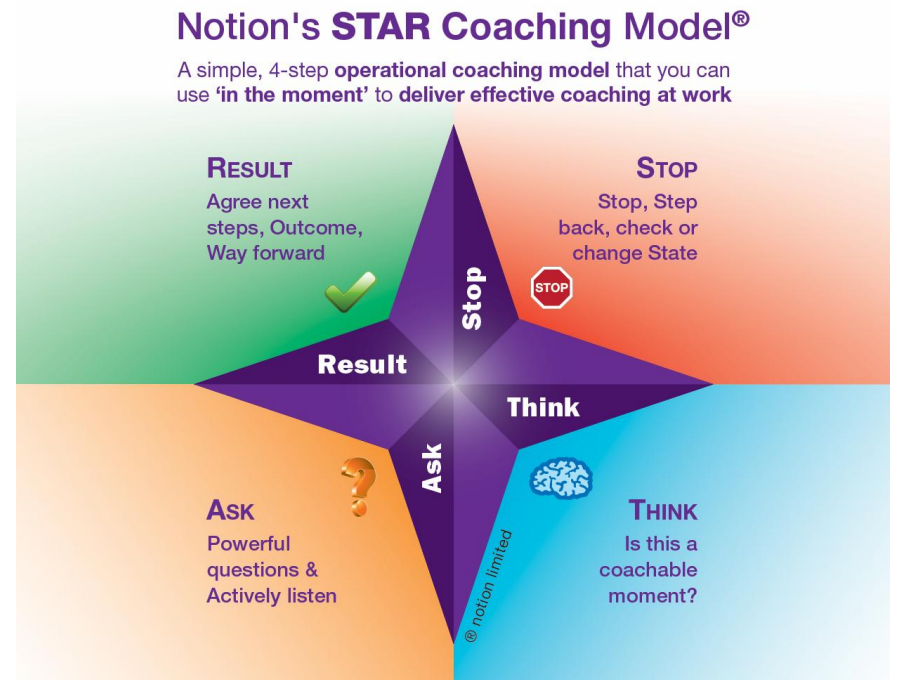 Notion's STAR Coaching Model®
A simple, 4-step operational coaching model that you can
use ‘in the moment’ to deliver effective coaching at work
RESULT
Agree next
steps, Outcome,
Way forward
STOP
Stop, Step
back, check or
change State
STOP
Stop
Result
Think
Ask
ASK
Powerful
questions &
Actively listen
THINK
Is this a
coachable
moment?
® notion limited